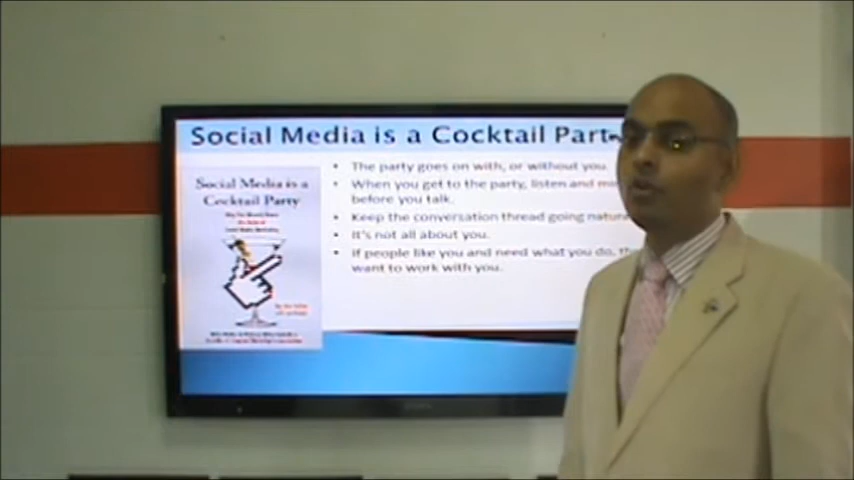 Social Media is a Cocktail Part
Social Media is a
Cocktail Party
• The party goes on with, or without you.
• When you get to the party, listen and
before you talk.
• Keep the conversation thread going
• It's not all about you.
• If people like you and need what you do,
want to work with you.